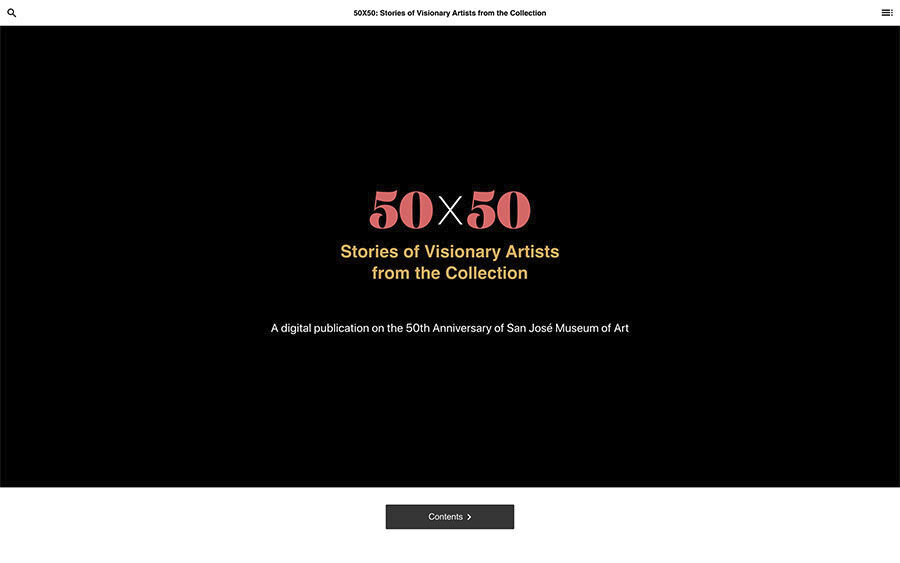 50X50: Stories of Visionary Artists from the Collection
50X50
Stories of Visionary Artists
from the Collection
A digital publication on the 50th Anniversary of San José Museum of Art
Contents